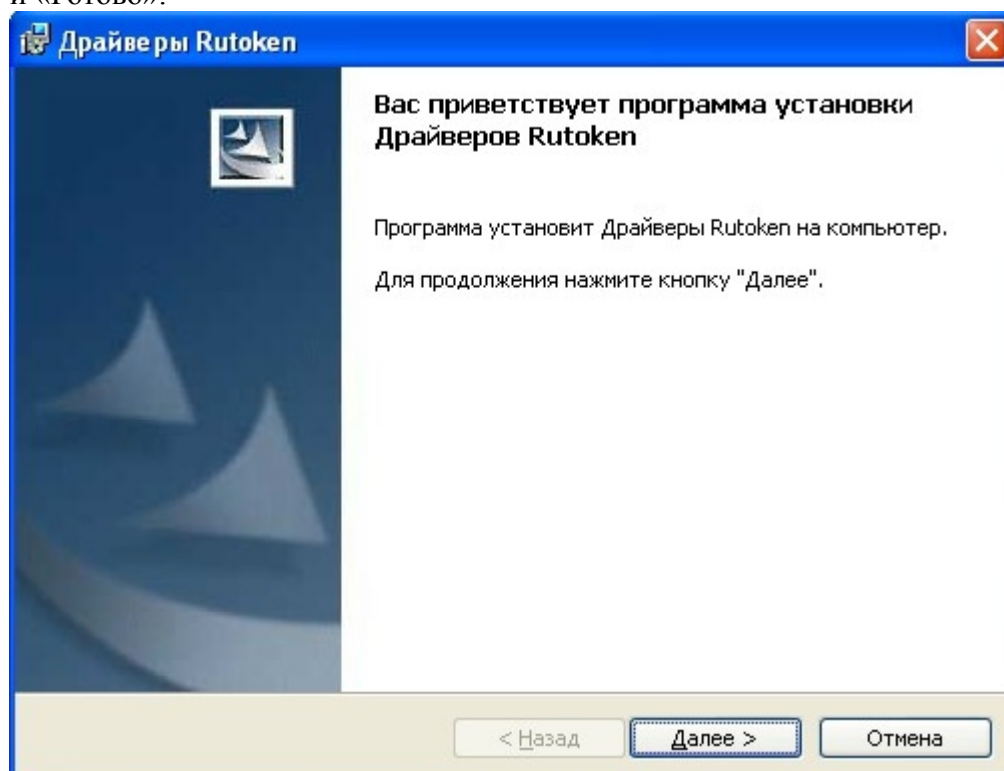 и «Готово».
Драйверы Rutoken
Вас приветствует программа установки
Драйверов Rutoken
Программа установит Драйверы Rutoken на компьютер.
Для продолжения нажмите кнопку "Далее".
< Назад Далее > Отмена